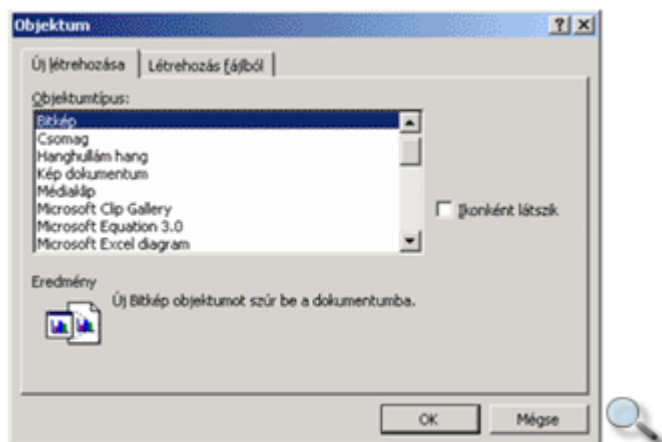 Objektum
Új létrehozása
Létrehozás fájlból
Objektumtípus:
Bitkép
Csomag
Hanghullám hang
Kép dokumentum
Médiaklip
Microsoft Clip Gallery
Microsoft Equation 3.0
Microsoft Excel diagram
Ikonként látszik
Eredmény
Új Bitkép objektumot szúr be a dokumentumba.
OK
Mégse